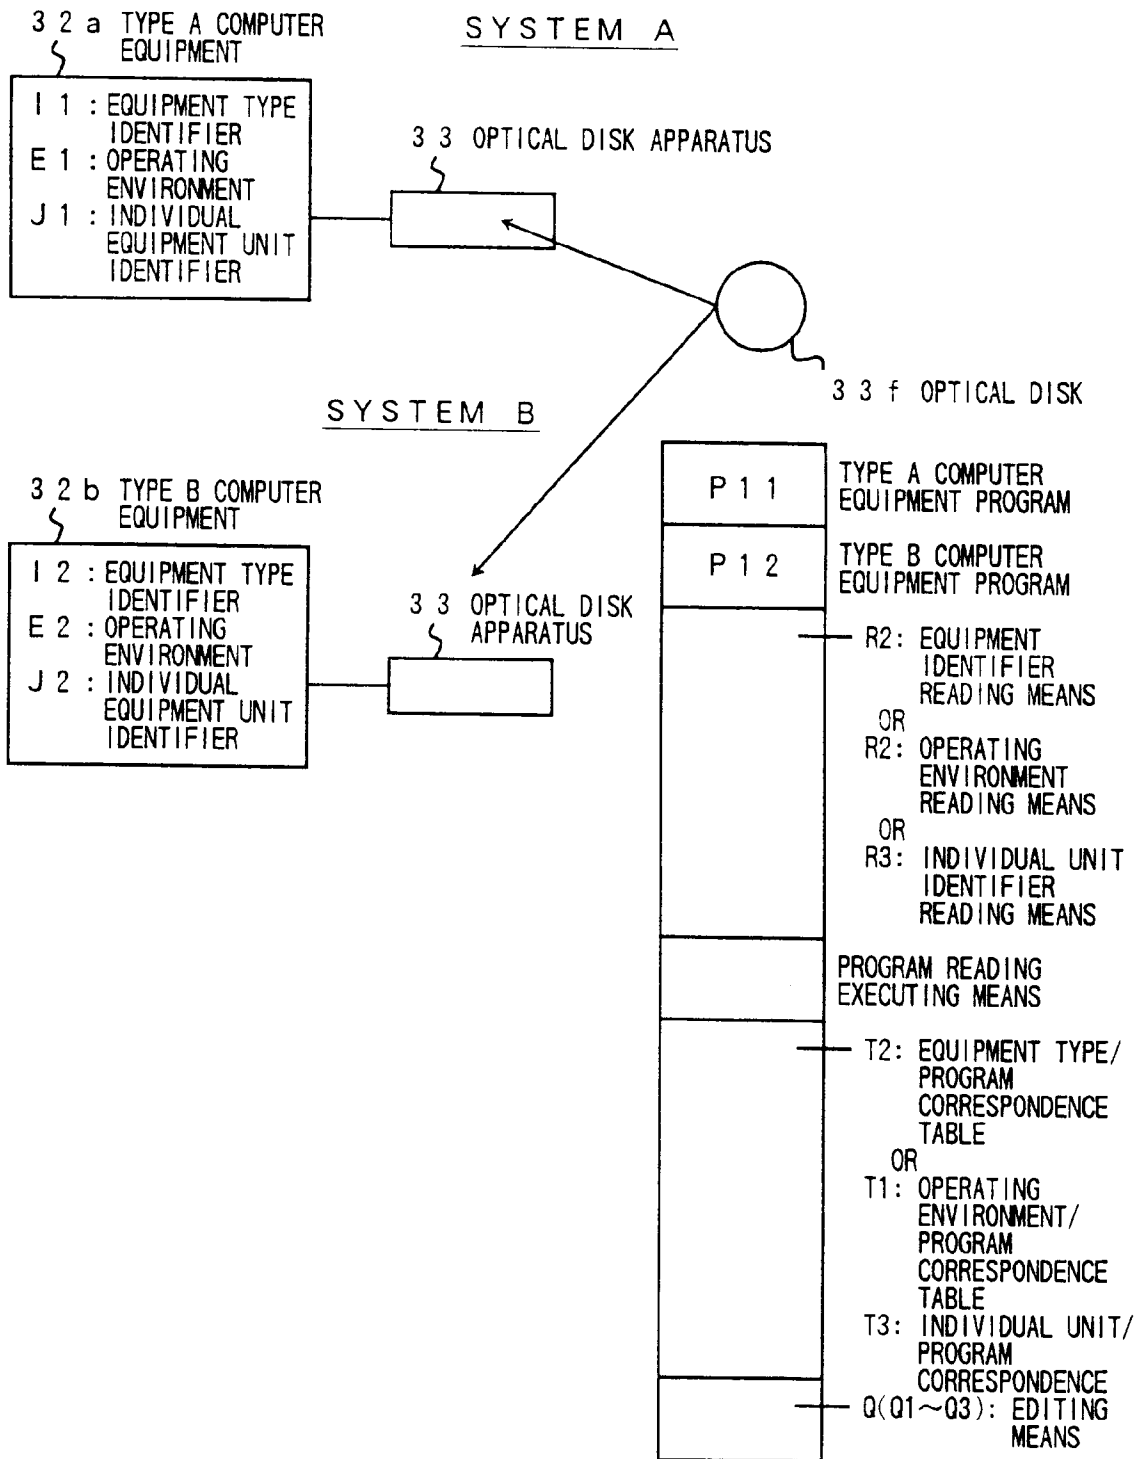 SYSTEM A
32a TYPE A COMPUTER
EQUIPMENT
I1: EQUIPMENT TYPE
IDENTIFIER
E1: OPERATING
ENVIRONMENT
J1: INDIVIDUAL
EQUIPMENT UNIT
IDENTIFIER
33 OPTICAL DISK APPARATUS
33f OPTICAL DISK
SYSTEM B
32b TYPE B COMPUTER
EQUIPMENT
I2: EQUIPMENT TYPE
IDENTIFIER
E2: OPERATING
ENVIRONMENT
J2: INDIVIDUAL
EQUIPMENT UNIT
IDENTIFIER
33 OPTICAL DISK
APPARATUS
P11
TYPE A COMPUTER
EQUIPMENT PROGRAM
P12
TYPE B COMPUTER
EQUIPMENT PROGRAM
R2: EQUIPMENT
IDENTIFIER
READING MEANS
OR
R2: OPERATING
ENVIRONMENT
READING MEANS
OR
R3: INDIVIDUAL UNIT
IDENTIFIER
READING MEANS
PROGRAM READING
EXECUTING MEANS
T2: EQUIPMENT TYPE/
PROGRAM
CORRESPONDENCE
TABLE
OR
T1: OPERATING
ENVIRONMENT/
PROGRAM
CORRESPONDENCE
TABLE
T3: INDIVIDUAL UNIT/
PROGRAM
CORRESPONDENCE
Q(Q1~Q3): EDITING
MEANS